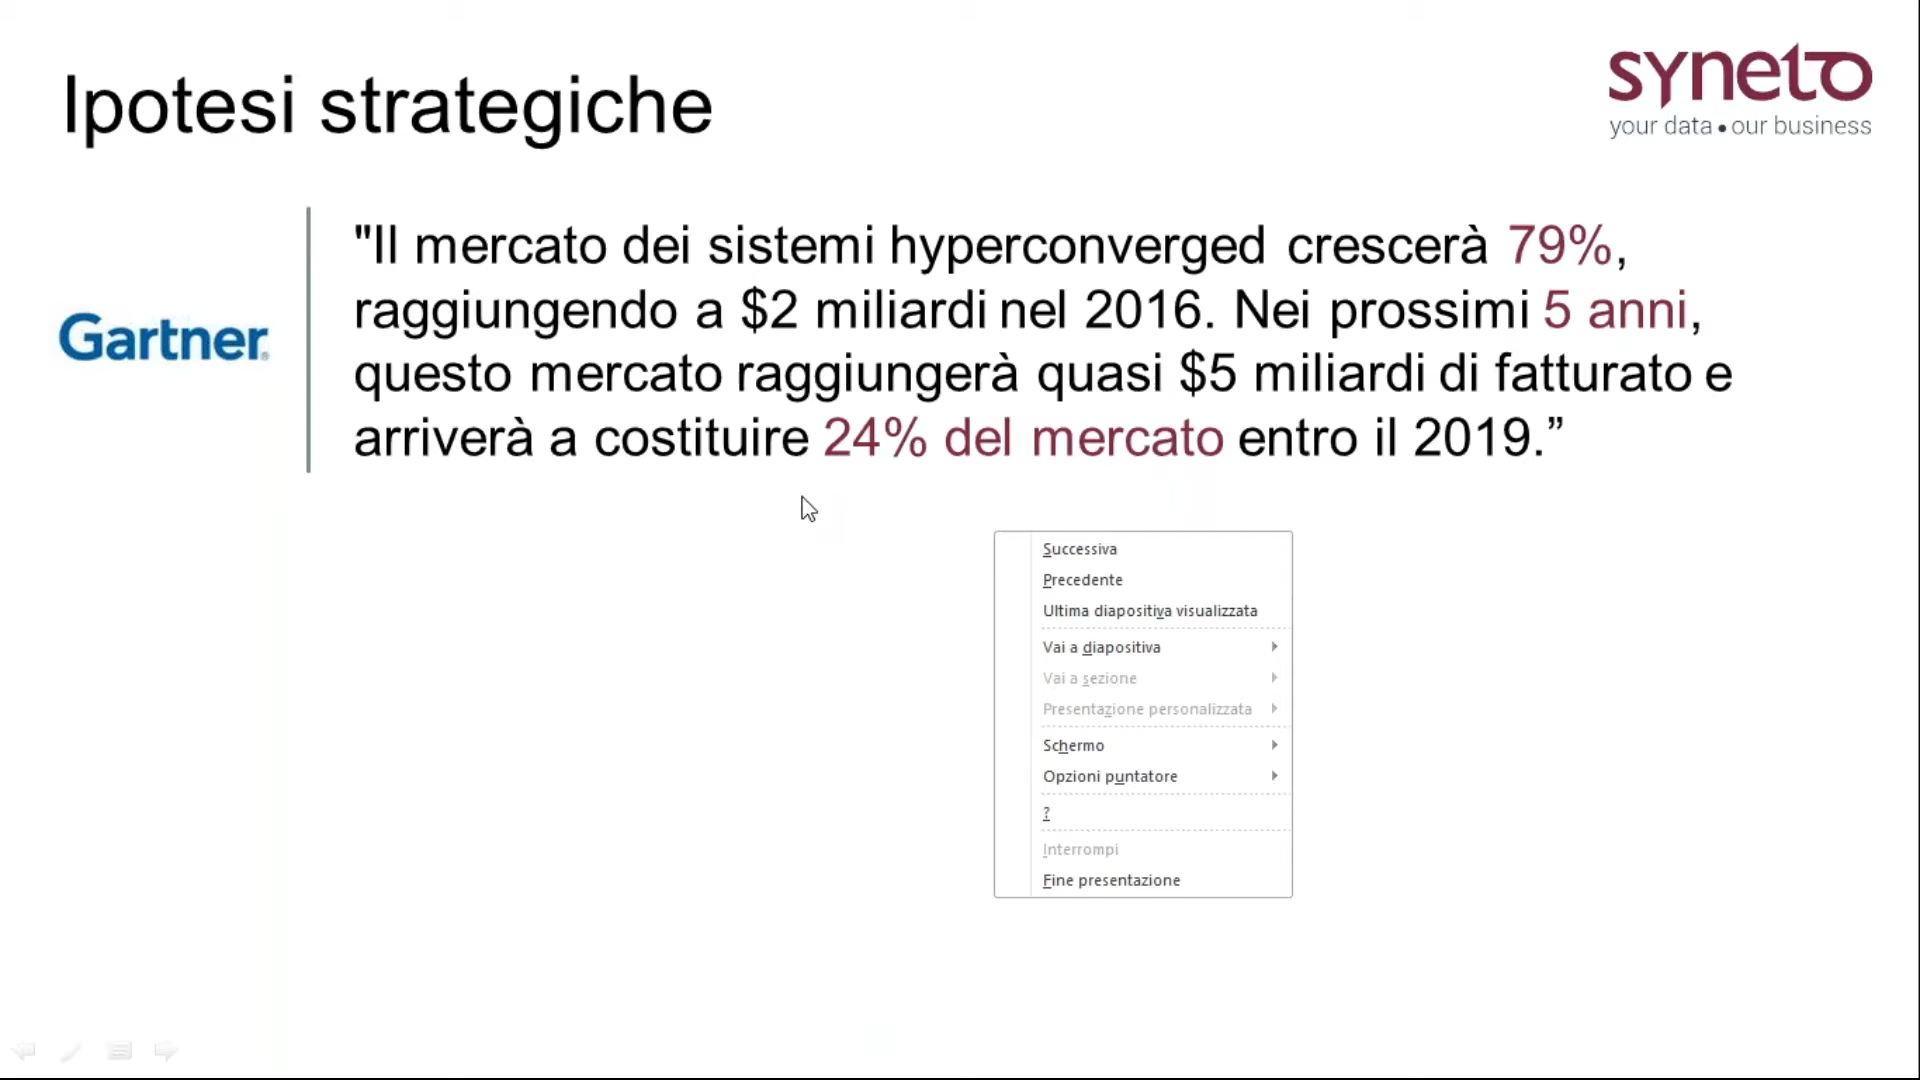 Ipotesi strategiche
syneto
your data • our business
Gartner®
"Il mercato dei sistemi hyperconverged crescerà 79%,
raggiungendo a $2 miliardi nel 2016. Nei prossimi 5 anni,
questo mercato raggiungerà quasi $5 miliardi di fatturato e
arriverà a costituire 24% del mercato entro il 2019.”
Successiva
Precedente
Ultima diapositiva visualizzata
Vai a diapositiva
Vai a sezione
Presentazione personalizzata
Schermo
Opzioni puntatore
?
Interrompi
Fine presentazione